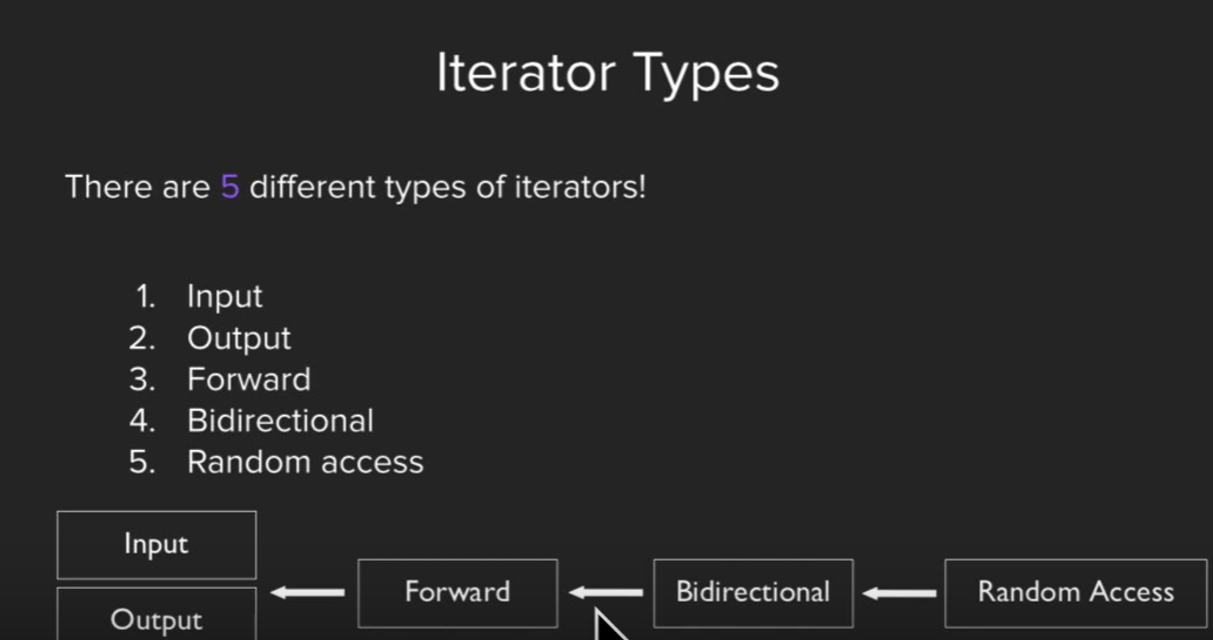 Iterator Types
There are 5 different types of iterators!
1. Input
2. Output
3. Forward
4. Bidirectional
5. Random access
Input
Output
Forward
Bidirectional
Random Access